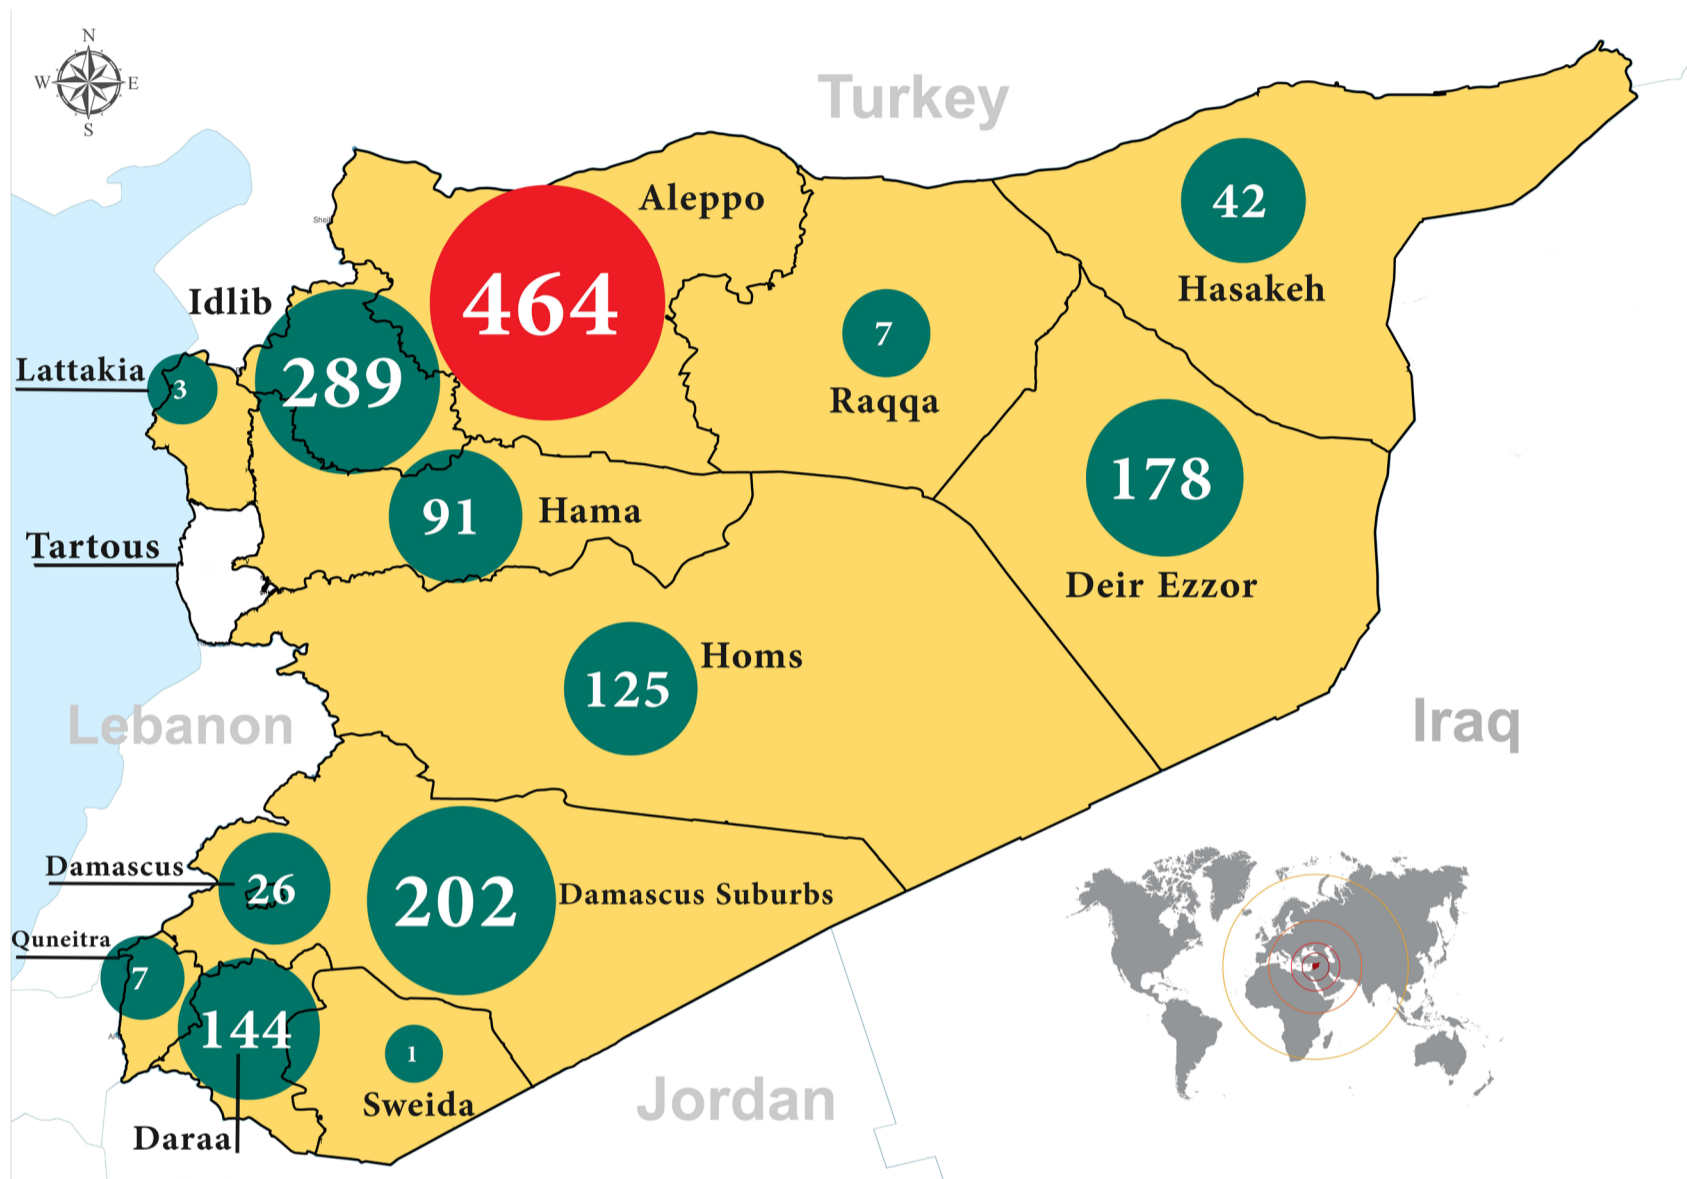 N
W E
S
Turkey
Aleppo
42
464
Hasakeh
Idlib
7
Lattakia
3
289
Raqqa
178
91
Hama
Tartous
Deir Ezzor
Homs
125
Lebanon
Iraq
Damascus
26
202
Damascus Suburbs
Quneitra
7
144
1
Jordan
Sweida
Daraa